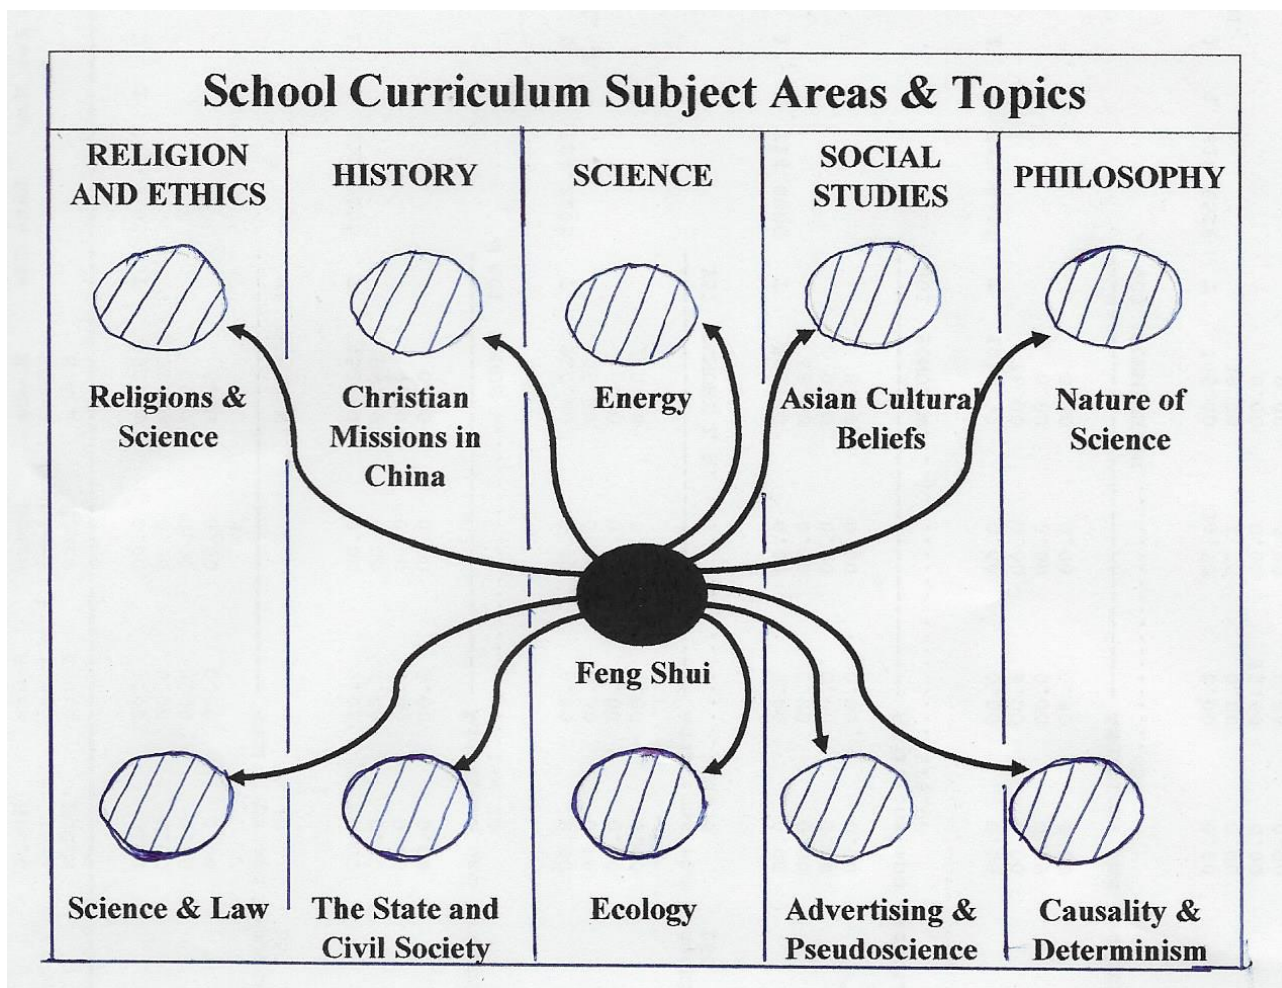 School Curriculum Subject Areas & Topics
RELIGION
AND ETHICS
HISTORY
SCIENCE
SOCIAL
STUDIES
PHILOSOPHY
Religions &
Science
Christian
Missions in
China
Energy
Asian Cultural
Beliefs
Nature of
Science
Feng Shui
Science & Law
The State and
Civil Society
Ecology
Advertising &
Pseudoscience
Causality &
Determinism